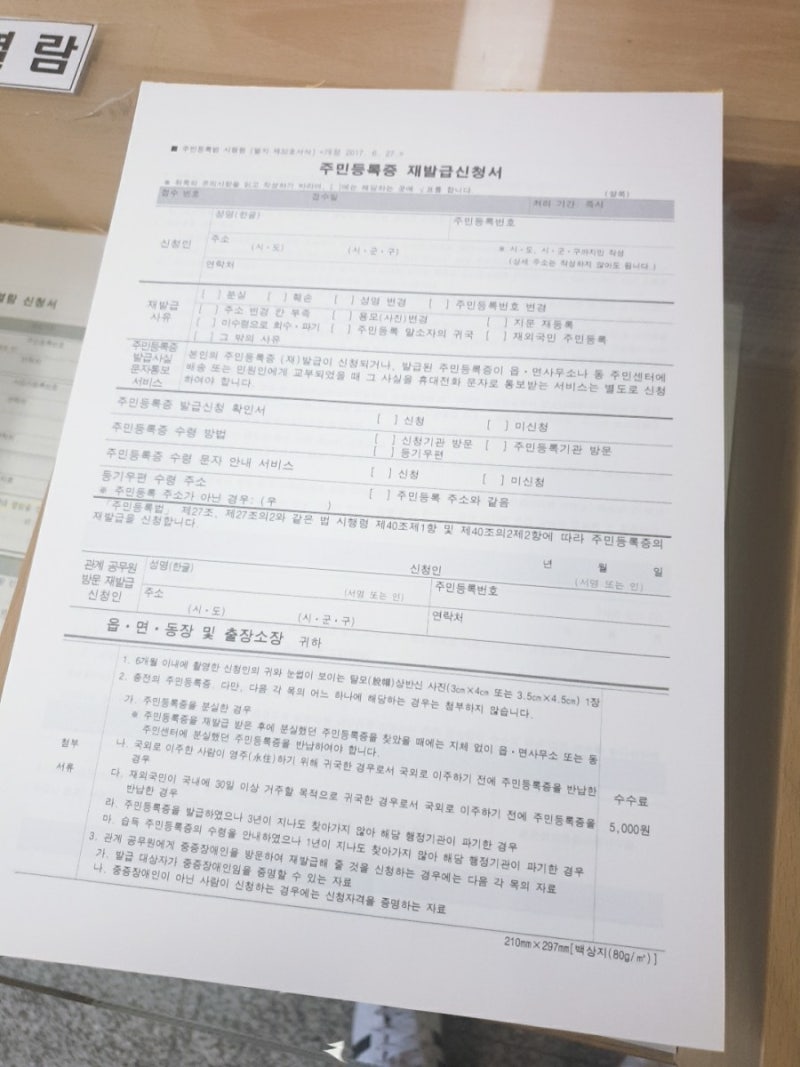 람
■ 주민등록법 시행령 [별지 제32호서식] <개정 2017. 6. 27.>
주민등록증 재발급신청서
※ 뒤쪽의 유의사항을 읽고 작성하기 바라며, [ ]에는 해당하는 곳에 √표를 합니다.
(앞쪽)
접수 번호 접수일 처리 기간 즉시
신청인
성명(한글) 주민등록번호
주소 (시·도) (시·군·구)
※ 시·도, 시·군·구까지만 작성
(상세 주소는 작성하지 않아도 됩니다.)
연락처
재발급 사유
[ ] 분실 [ ] 훼손 [ ] 성명 변경 [ ] 주민등록번호 변경
[ ] 주소 변경 칸 부족 [ ] 용모(사진)변경 [ ] 지문 재등록
[ ] 미수령으로 회수·파기 [ ] 주민등록 말소자의 귀국 [ ] 재외국민 주민등록
[ ] 그 밖의 사유
주민등록증
발급사실
문자통보
서비스
본인의 주민등록증 (재)발급이 신청되거나, 발급된 주민등록증이 읍·면사무소나 동 주민센터에
배송 또는 민원인에게 교부되었을 때 그 사실을 휴대전화 문자로 통보받는 서비스는 별도로 신청
하여야 합니다.
주민등록증 발급신청 확인서 [ ] 신청 [ ] 미신청
주민등록증 수령 방법 [ ] 신청기관 방문 [ ] 주민등록기관 방문
[ ] 등기우편
주민등록증 수령 문자 안내 서비스 [ ] 신청 [ ] 미신청
등기우편 수령 주소 [ ] 주민등록 주소와 같음
※ 주민등록 주소가 아닌 경우: (우 )
「주민등록법」 제27조, 제27조의2와 같은 법 시행령 제40조제1항 및 제40조의2제2항에 따라 주민등록증의
재발급을 신청합니다.
년 월 일
신청인 (서명 또는 인)
관계 공무원
방문 재발급
신청인
성명(한글) (서명 또는 인) 주민등록번호
주소 (시·도) (시·군·구) 연락처
읍·면·동장 및 출장소장 귀하
첨부
서류
1. 6개월 이내에 촬영한 신청인의 귀와 눈썹이 보이는 탈모(脫帽)상반신 사진(3㎝×4㎝ 또는 3.5㎝×4.5㎝) 1장
2. 종전의 주민등록증. 다만, 다음 각 목의 어느 하나에 해당하는 경우는 첨부하지 않습니다.
가. 주민등록증을 분실한 경우
※ 주민등록증을 재발급 받은 후에 분실했던 주민등록증을 찾았을 때에는 지체 없이 읍·면사무소 또는 동
주민센터에 분실했던 주민등록증을 반납하여야 합니다.
나. 국외로 이주한 사람이 영주(永住)하기 위해 귀국한 경우로서 국외로 이주하기 전에 주민등록증을 반납한
경우
다. 재외국민이 국내에 30일 이상 거주할 목적으로 귀국한 경우로서 국외로 이주하기 전에 주민등록증을
반납한 경우
라. 주민등록증을 발급하였으나 3년이 지나도 찾아가지 않아 해당 행정기관이 파기한 경우
마. 습득 주민등록증의 수령을 안내하였으나 1년이 지나도 찾아가지 않아 해당 행정기관이 파기한 경우
3. 관계 공무원에게 중증장애인을 방문하여 재발급해 줄 것을 신청하는 경우에는 다음 각 목의 자료
가. 발급 대상자가 중증장애인임을 증명할 수 있는 자료
나. 중증장애인이 아닌 사람이 신청하는 경우에는 신청자격을 증명하는 자료
수수료
5,000원
210㎜×297㎜[백상지(80g/㎡)]
열람 신청서